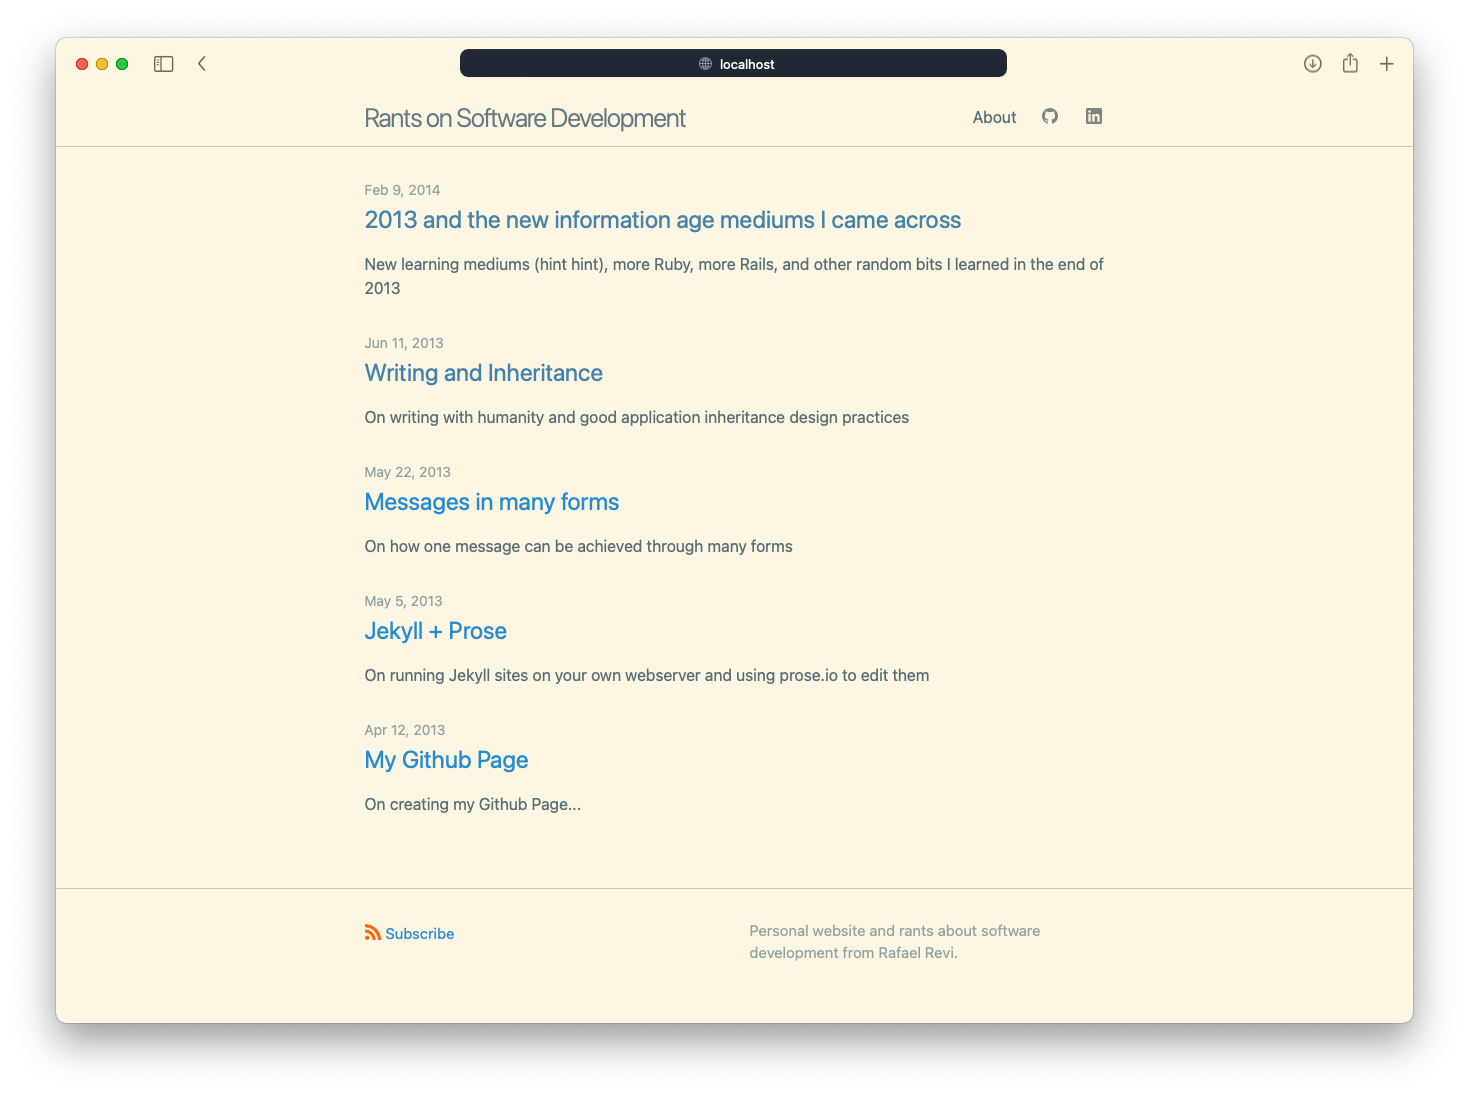 localhost
Rants on Software Development
About
Feb 9, 2014
2013 and the new information age mediums I came across
New learning mediums (hint hint), more Ruby, more Rails, and other random bits I learned in the end of
2013
Jun 11, 2013
Writing and Inheritance
On writing with humanity and good application inheritance design practices
May 22, 2013
Messages in many forms
On how one message can be achieved through many forms
May 5, 2013
Jekyll + Prose
On running Jekyll sites on your own webserver and using prose.io to edit them
Apr 12, 2013
My Github Page
On creating my Github Page...
Subscribe
Personal website and rants about software
development from Rafael Revi.